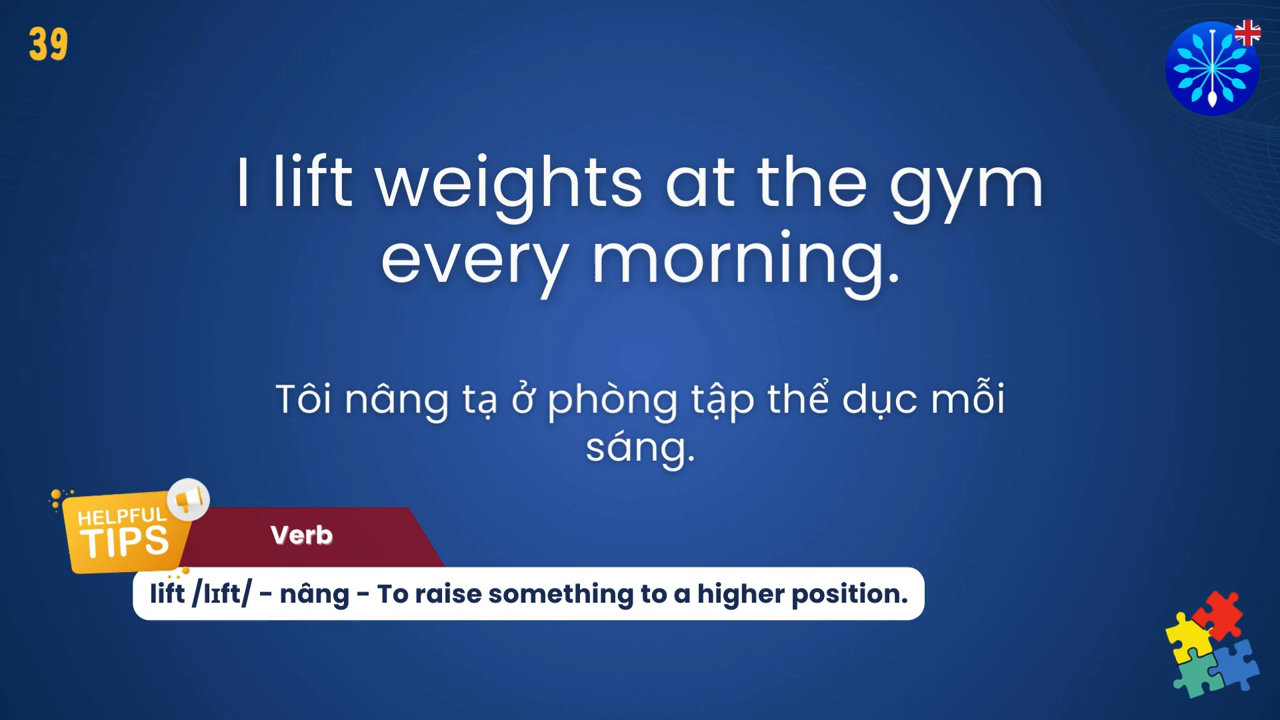 39
I lift weights at the gym
every morning.
Tôi nâng tạ ở phòng tập thể dục mỗi
sáng.
HELPFUL
TIPS
Verb
lift /lɪft/ - nâng - To raise something to a higher position.